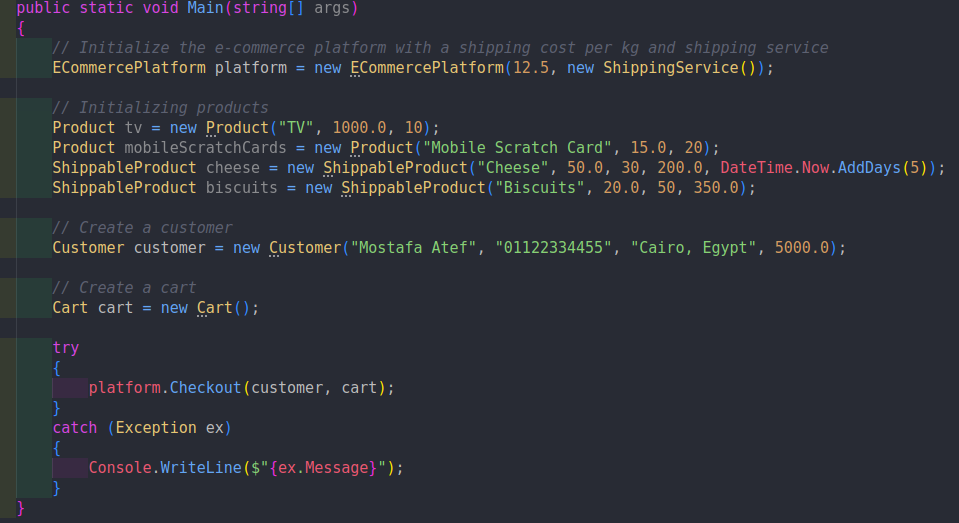 public static void Main(string[] args)
{
    // Initialize the e-commerce platform with a shipping cost per kg and shipping service
    ECommercePlatform platform = new ECommercePlatform(12.5, new ShippingService());

    // Initializing products
    Product tv = new Product("TV", 1000.0, 10);
    Product mobileScratchCards = new Product("Mobile Scratch Card", 15.0, 20);
    ShippableProduct cheese = new ShippableProduct("Cheese", 50.0, 30, 200.0, DateTime.Now.AddDays(5));
    ShippableProduct biscuits = new ShippableProduct("Biscuits", 20.0, 50, 350.0);

    // Create a customer
    Customer customer = new Customer("Mostafa Atef", "01122334455", "Cairo, Egypt", 5000.0);

    // Create a cart
    Cart cart = new Cart();

    try
    {
        platform.Checkout(customer, cart);
    }
    catch (Exception ex)
    {
        Console.WriteLine($"{ex.Message}");
    }
}